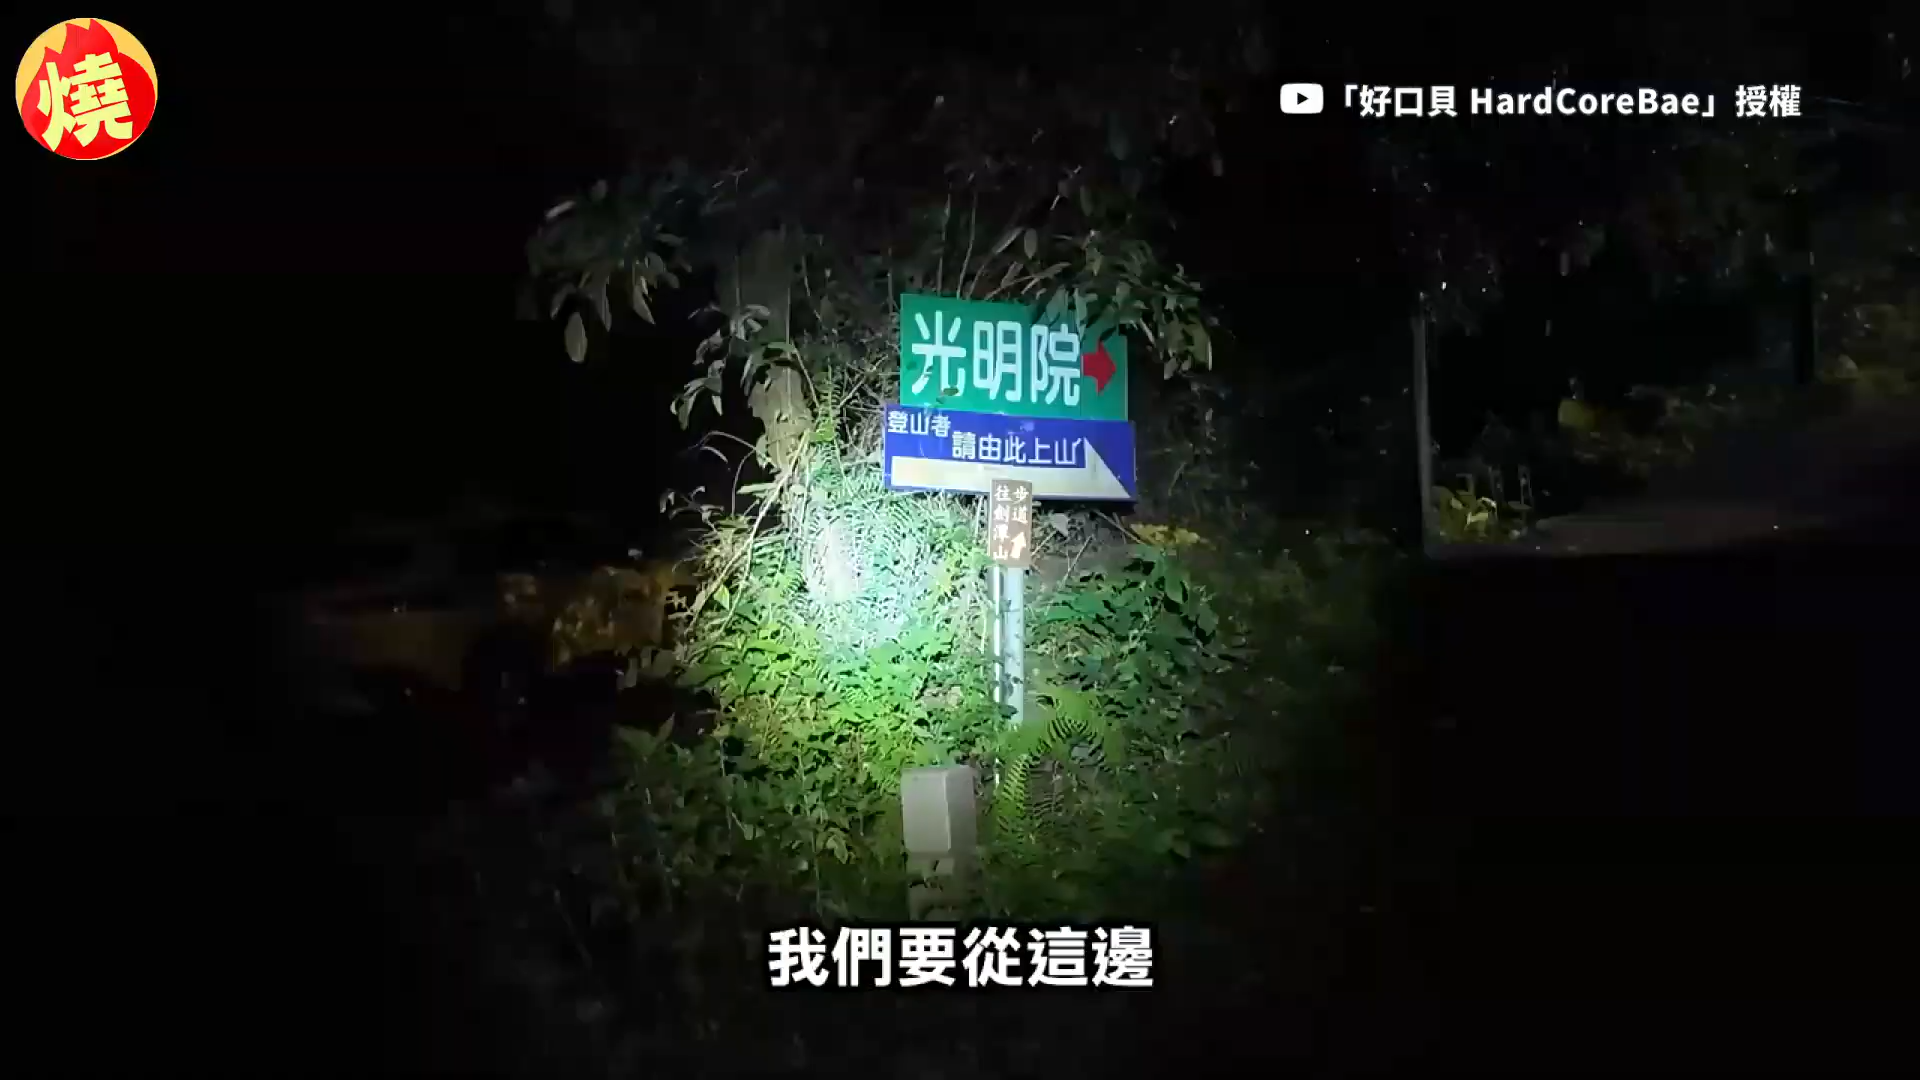 燒
「好口貝 HardCoreBae」授權
光明院
登山者
請由此上山
步道
往劍潭山
我們要從這邊